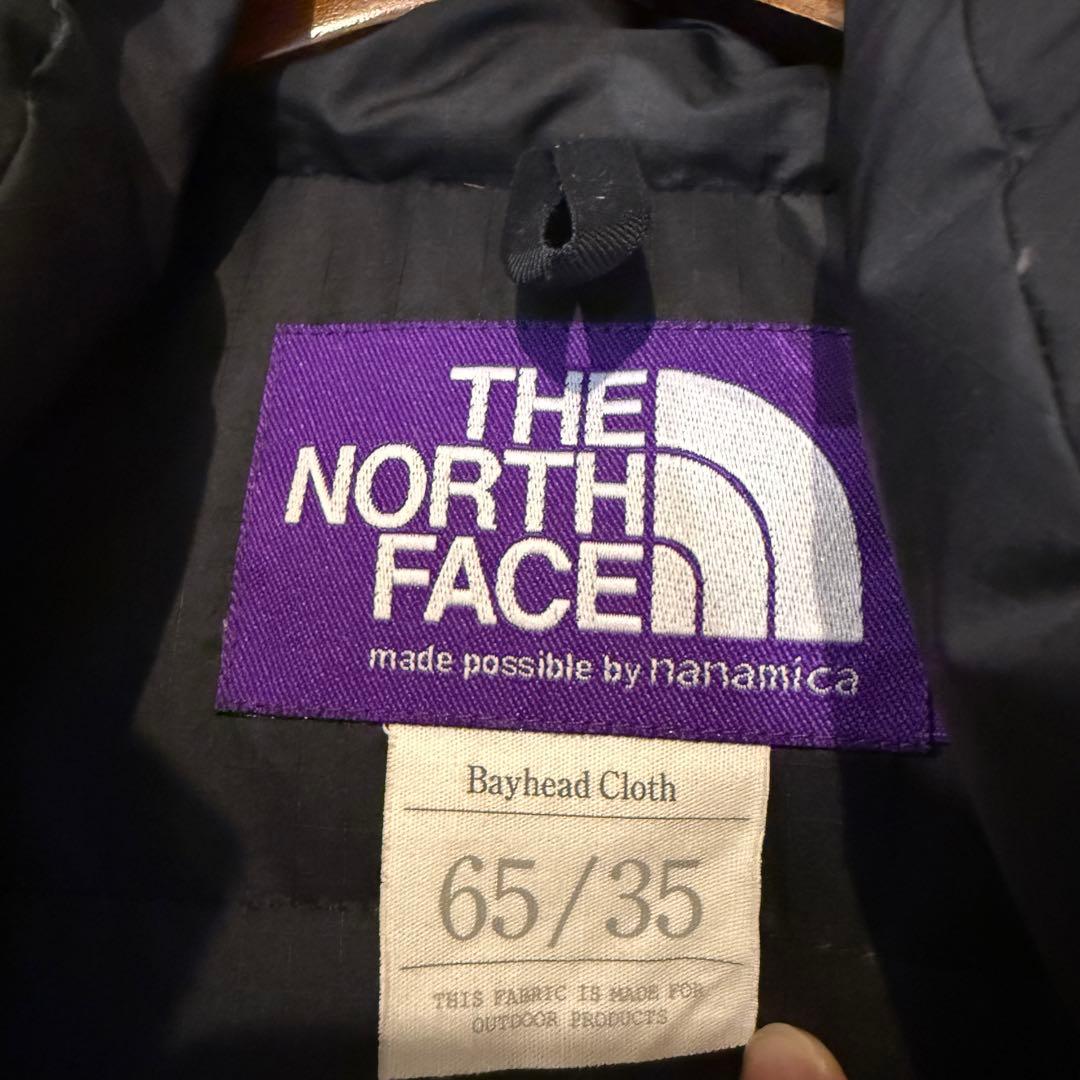 THE
NORTH
FACE
made possible by nanamica
Bayhead Cloth
65/35
THIS FABRIC IS MADE FOR
OUTDOOR PRODUCTS